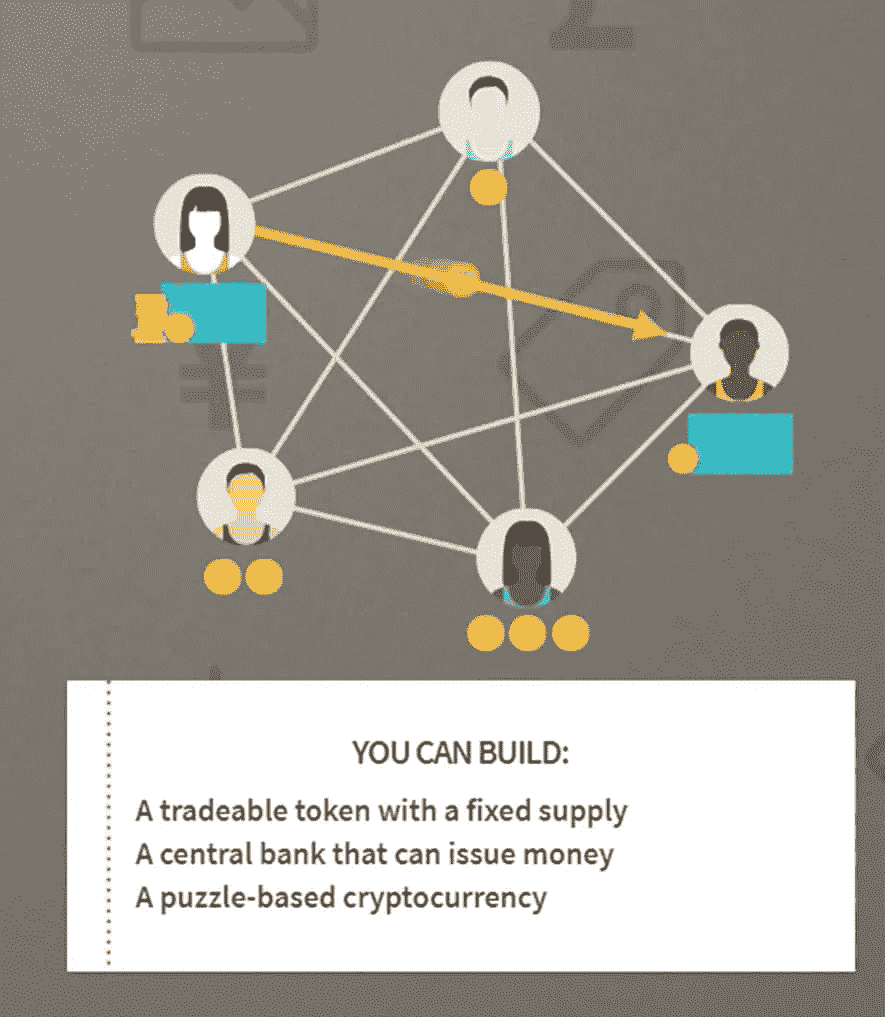 YOU CAN BUILD:
A tradeable token with a fixed supply
A central bank that can issue money
A puzzle-based cryptocurrency